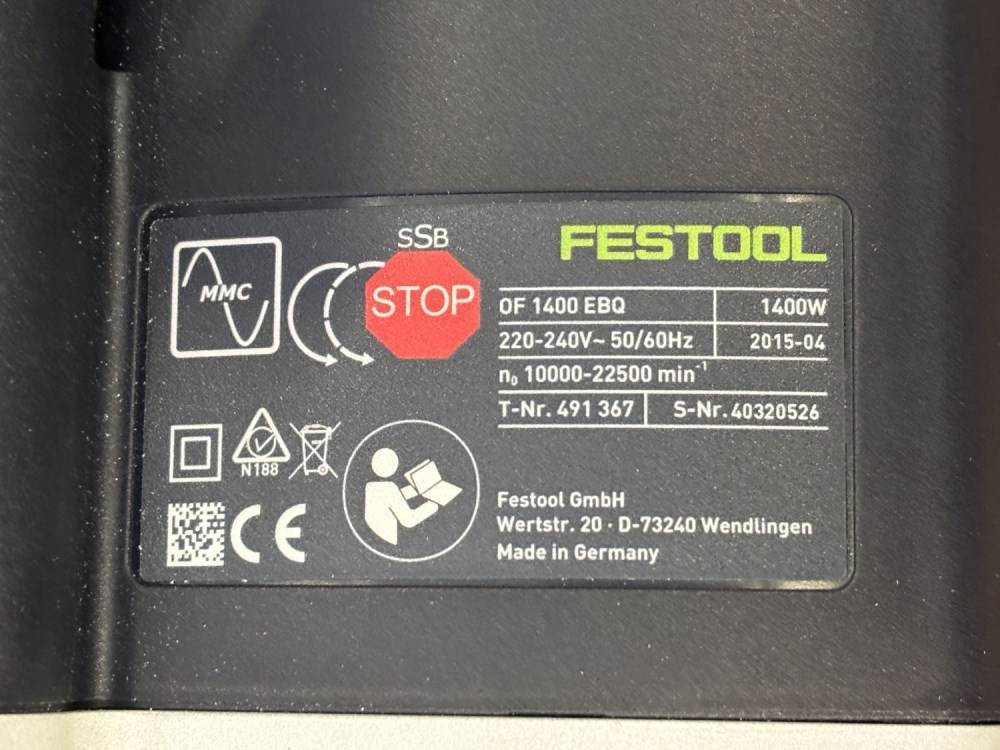 MMC
sSB
STOP
FESTOOL
OF 1400 EBQ 1400W
220-240V~ 50/60Hz 2015-04
n₀ 10000-22500 min⁻¹
T-Nr. 491 367 S-Nr. 40320526
N188
CE
Festool GmbH
Wertstr. 20 · D-73240 Wendlingen
Made in Germany